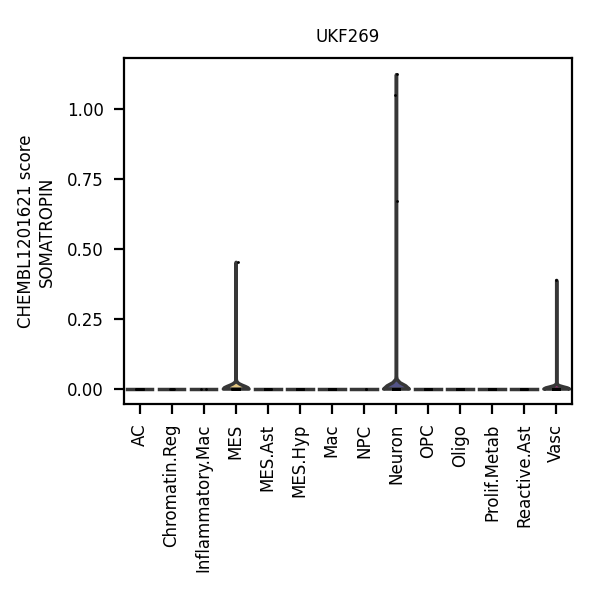 UKF269
CHEMBL1201621 score
SOMATROPIN
1.00
0.75
0.50
0.25
0.00
AC
Chromatin.Reg
Inflammatory.Mac
MES
MES.Ast
MES.Hyp
Mac
NPC
Neuron
OPC
Oligo
Prolif.Metab
Reactive.Ast
Vasc